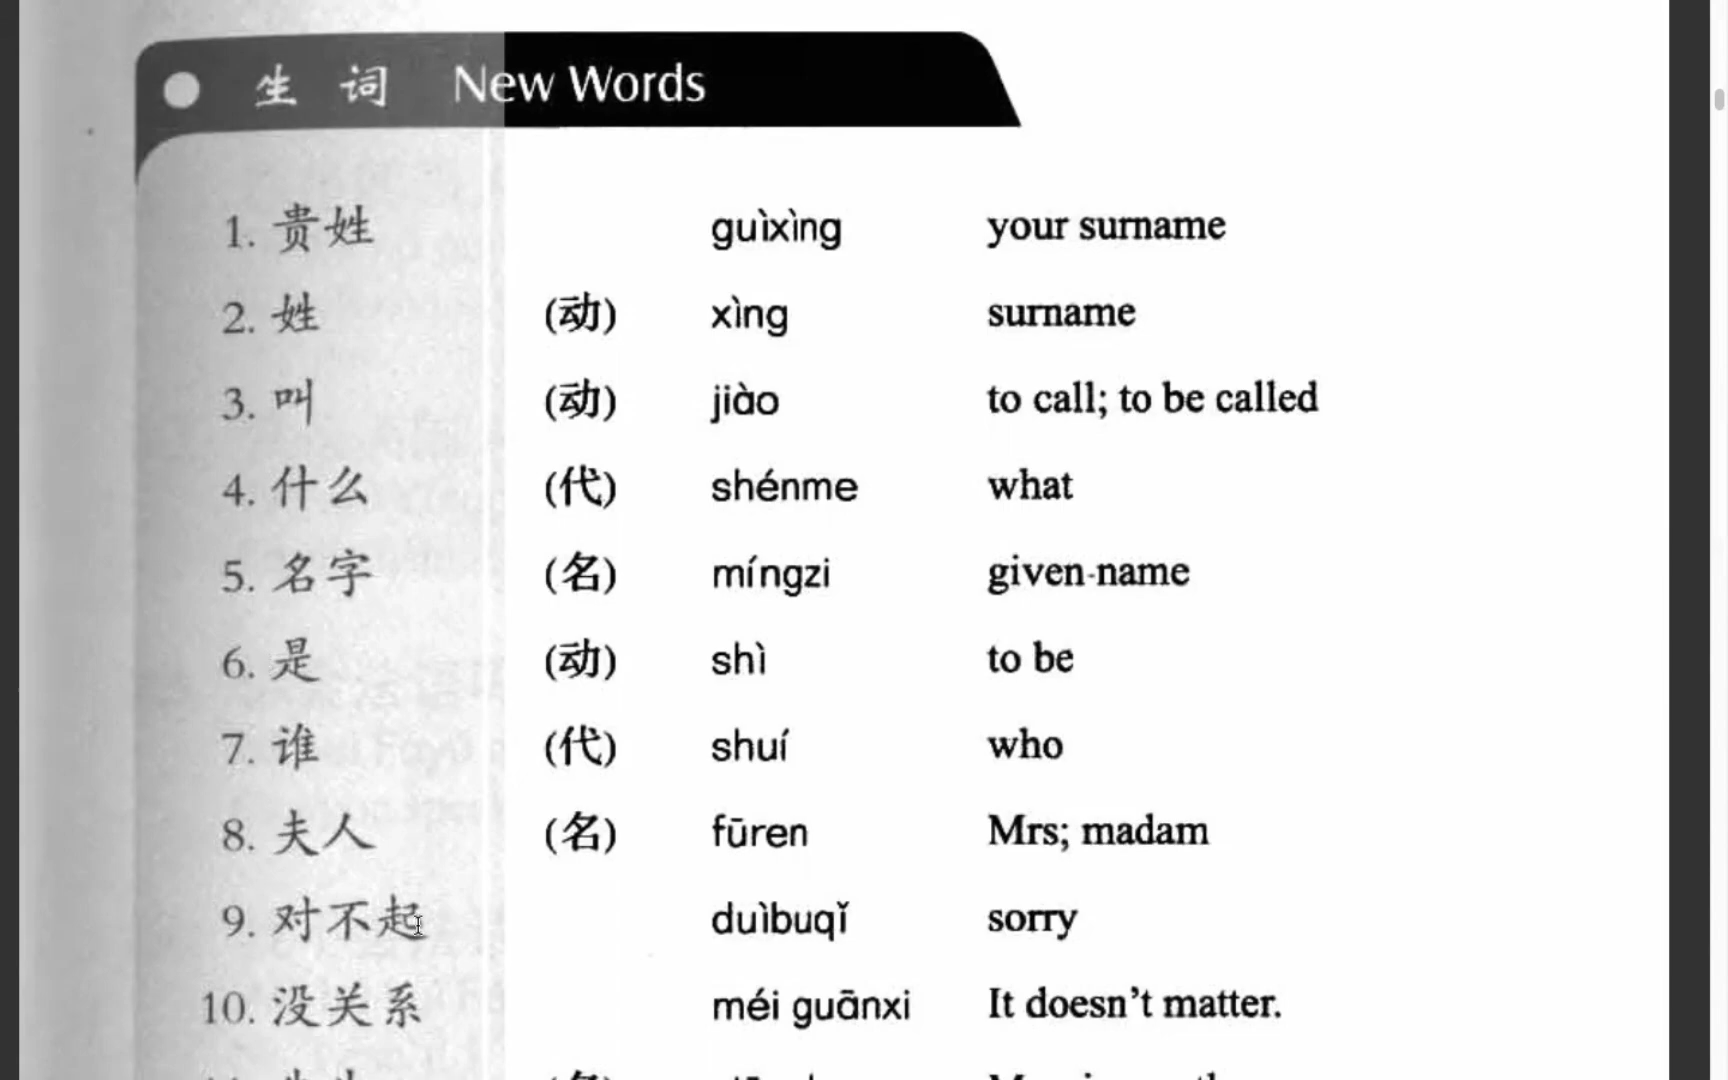 生 词 New Words
1. 贵姓 guìxìng your surname
2. 姓 (动) xìng surname
3. 叫 (动) jiào to call; to be called
4. 什么 (代) shénme what
5. 名字 (名) míngzi given name
6. 是 (动) shì to be
7. 谁 (代) shuí who
8. 夫人 (名) fūren Mrs; madam
9. 对不起 duìbuqǐ sorry
10. 没关系 méi guānxi It doesn't matter.